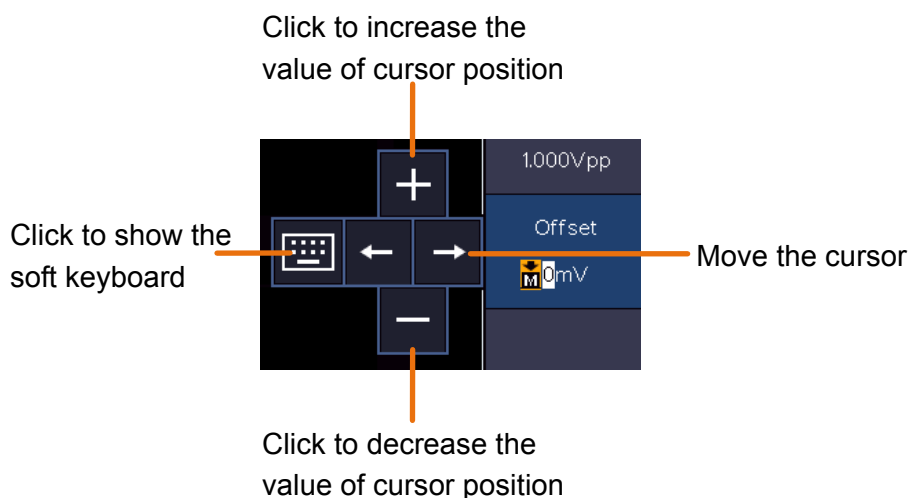 Click to increase the
value of cursor position
1.000Vpp
Offset
M0mV
Click to show the
soft keyboard
Move the cursor
Click to decrease the
value of cursor position